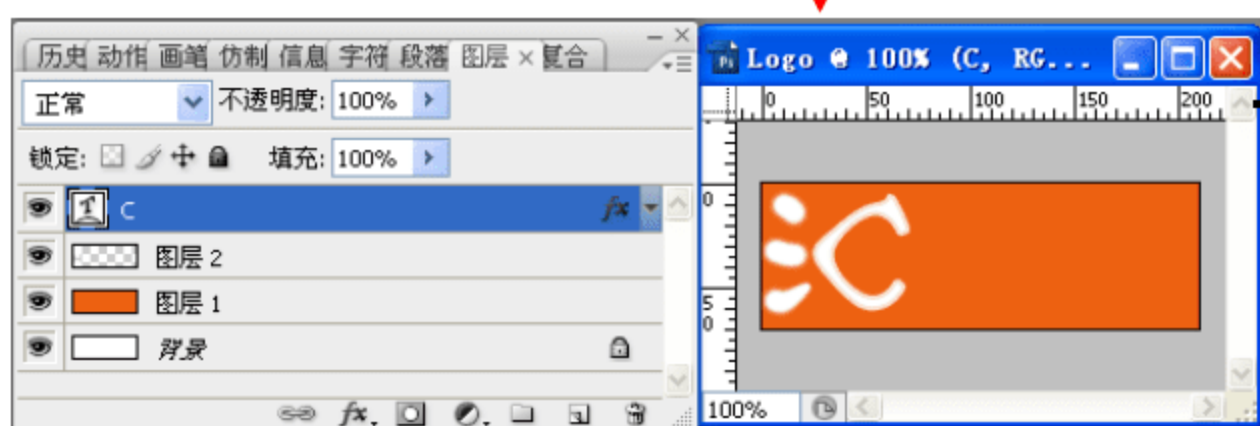 历史 动作 画笔 仿制 信息 字符 段落 图层 × 复合
正常 不透明度: 100%
锁定: 填充: 100%
T C fx
图层 2
图层 1
背景
fx.
Logo @ 100% (C, RG...
0 50 100 150 200
0
5
0
C
100%